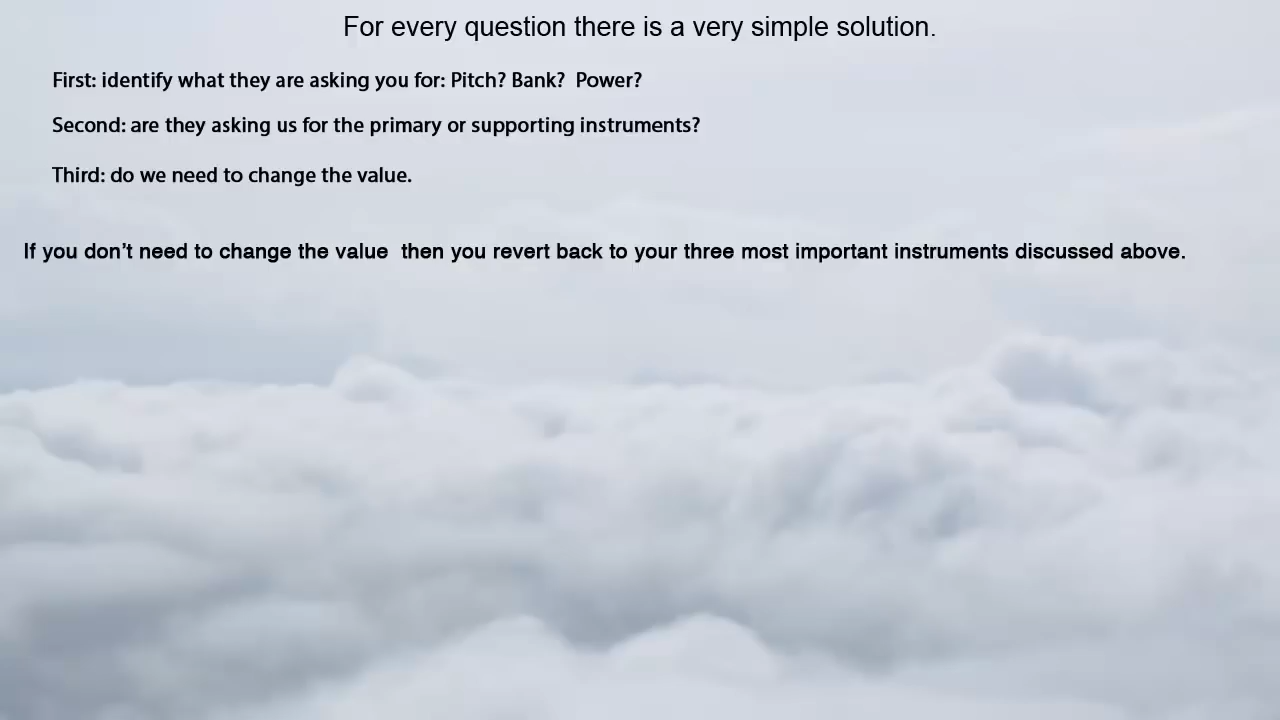 For every question there is a very simple solution.
First: identify what they are asking you for: Pitch? Bank?  Power?
Second: are they asking us for the primary or supporting instruments?
Third: do we need to change the value.
If you don’t need to change the value  then you revert back to your three most important instruments discussed above.